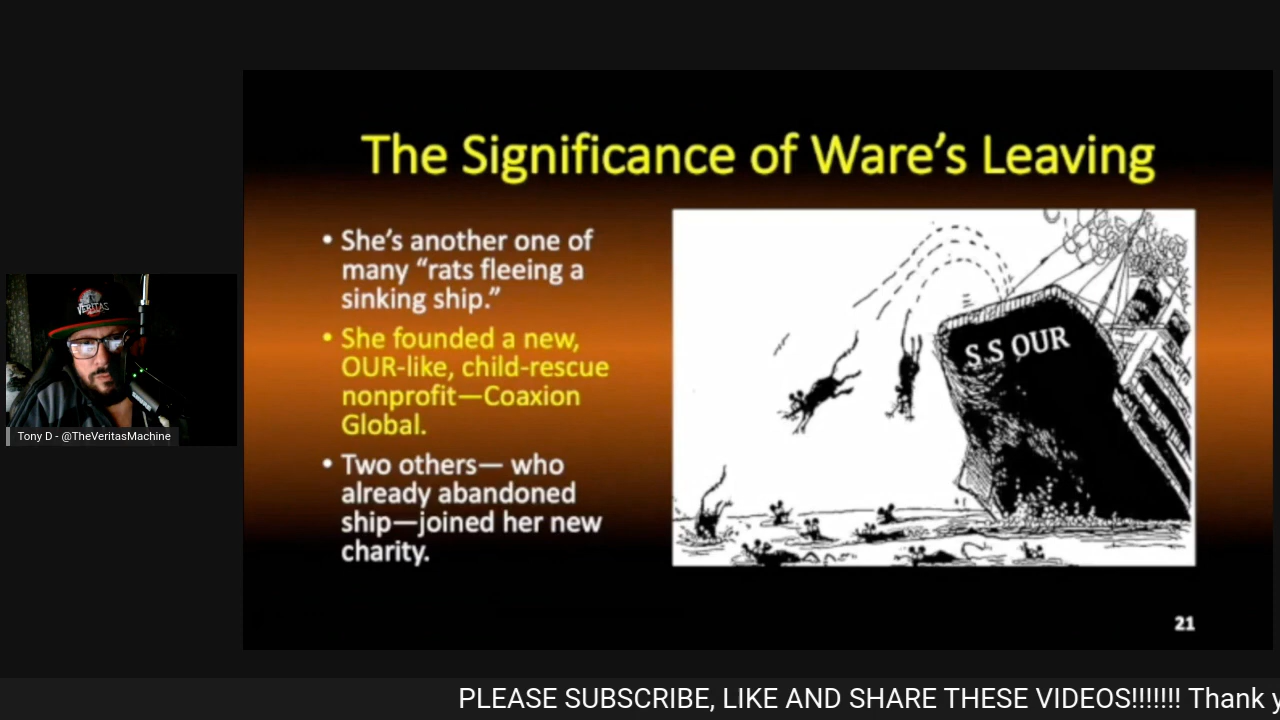 The Significance of Ware’s Leaving
• She’s another one of
many “rats fleeing a
sinking ship.”
• She founded a new,
OUR-like, child-rescue
nonprofit—Coaxion
Global.
• Two others— who
already abandoned
ship—joined her new
charity.
S S OUR
21
VERITAS
Tony D - @TheVeritasMachine
PLEASE SUBSCRIBE, LIKE AND SHARE THESE VIDEOS!!!!!!! Thank y